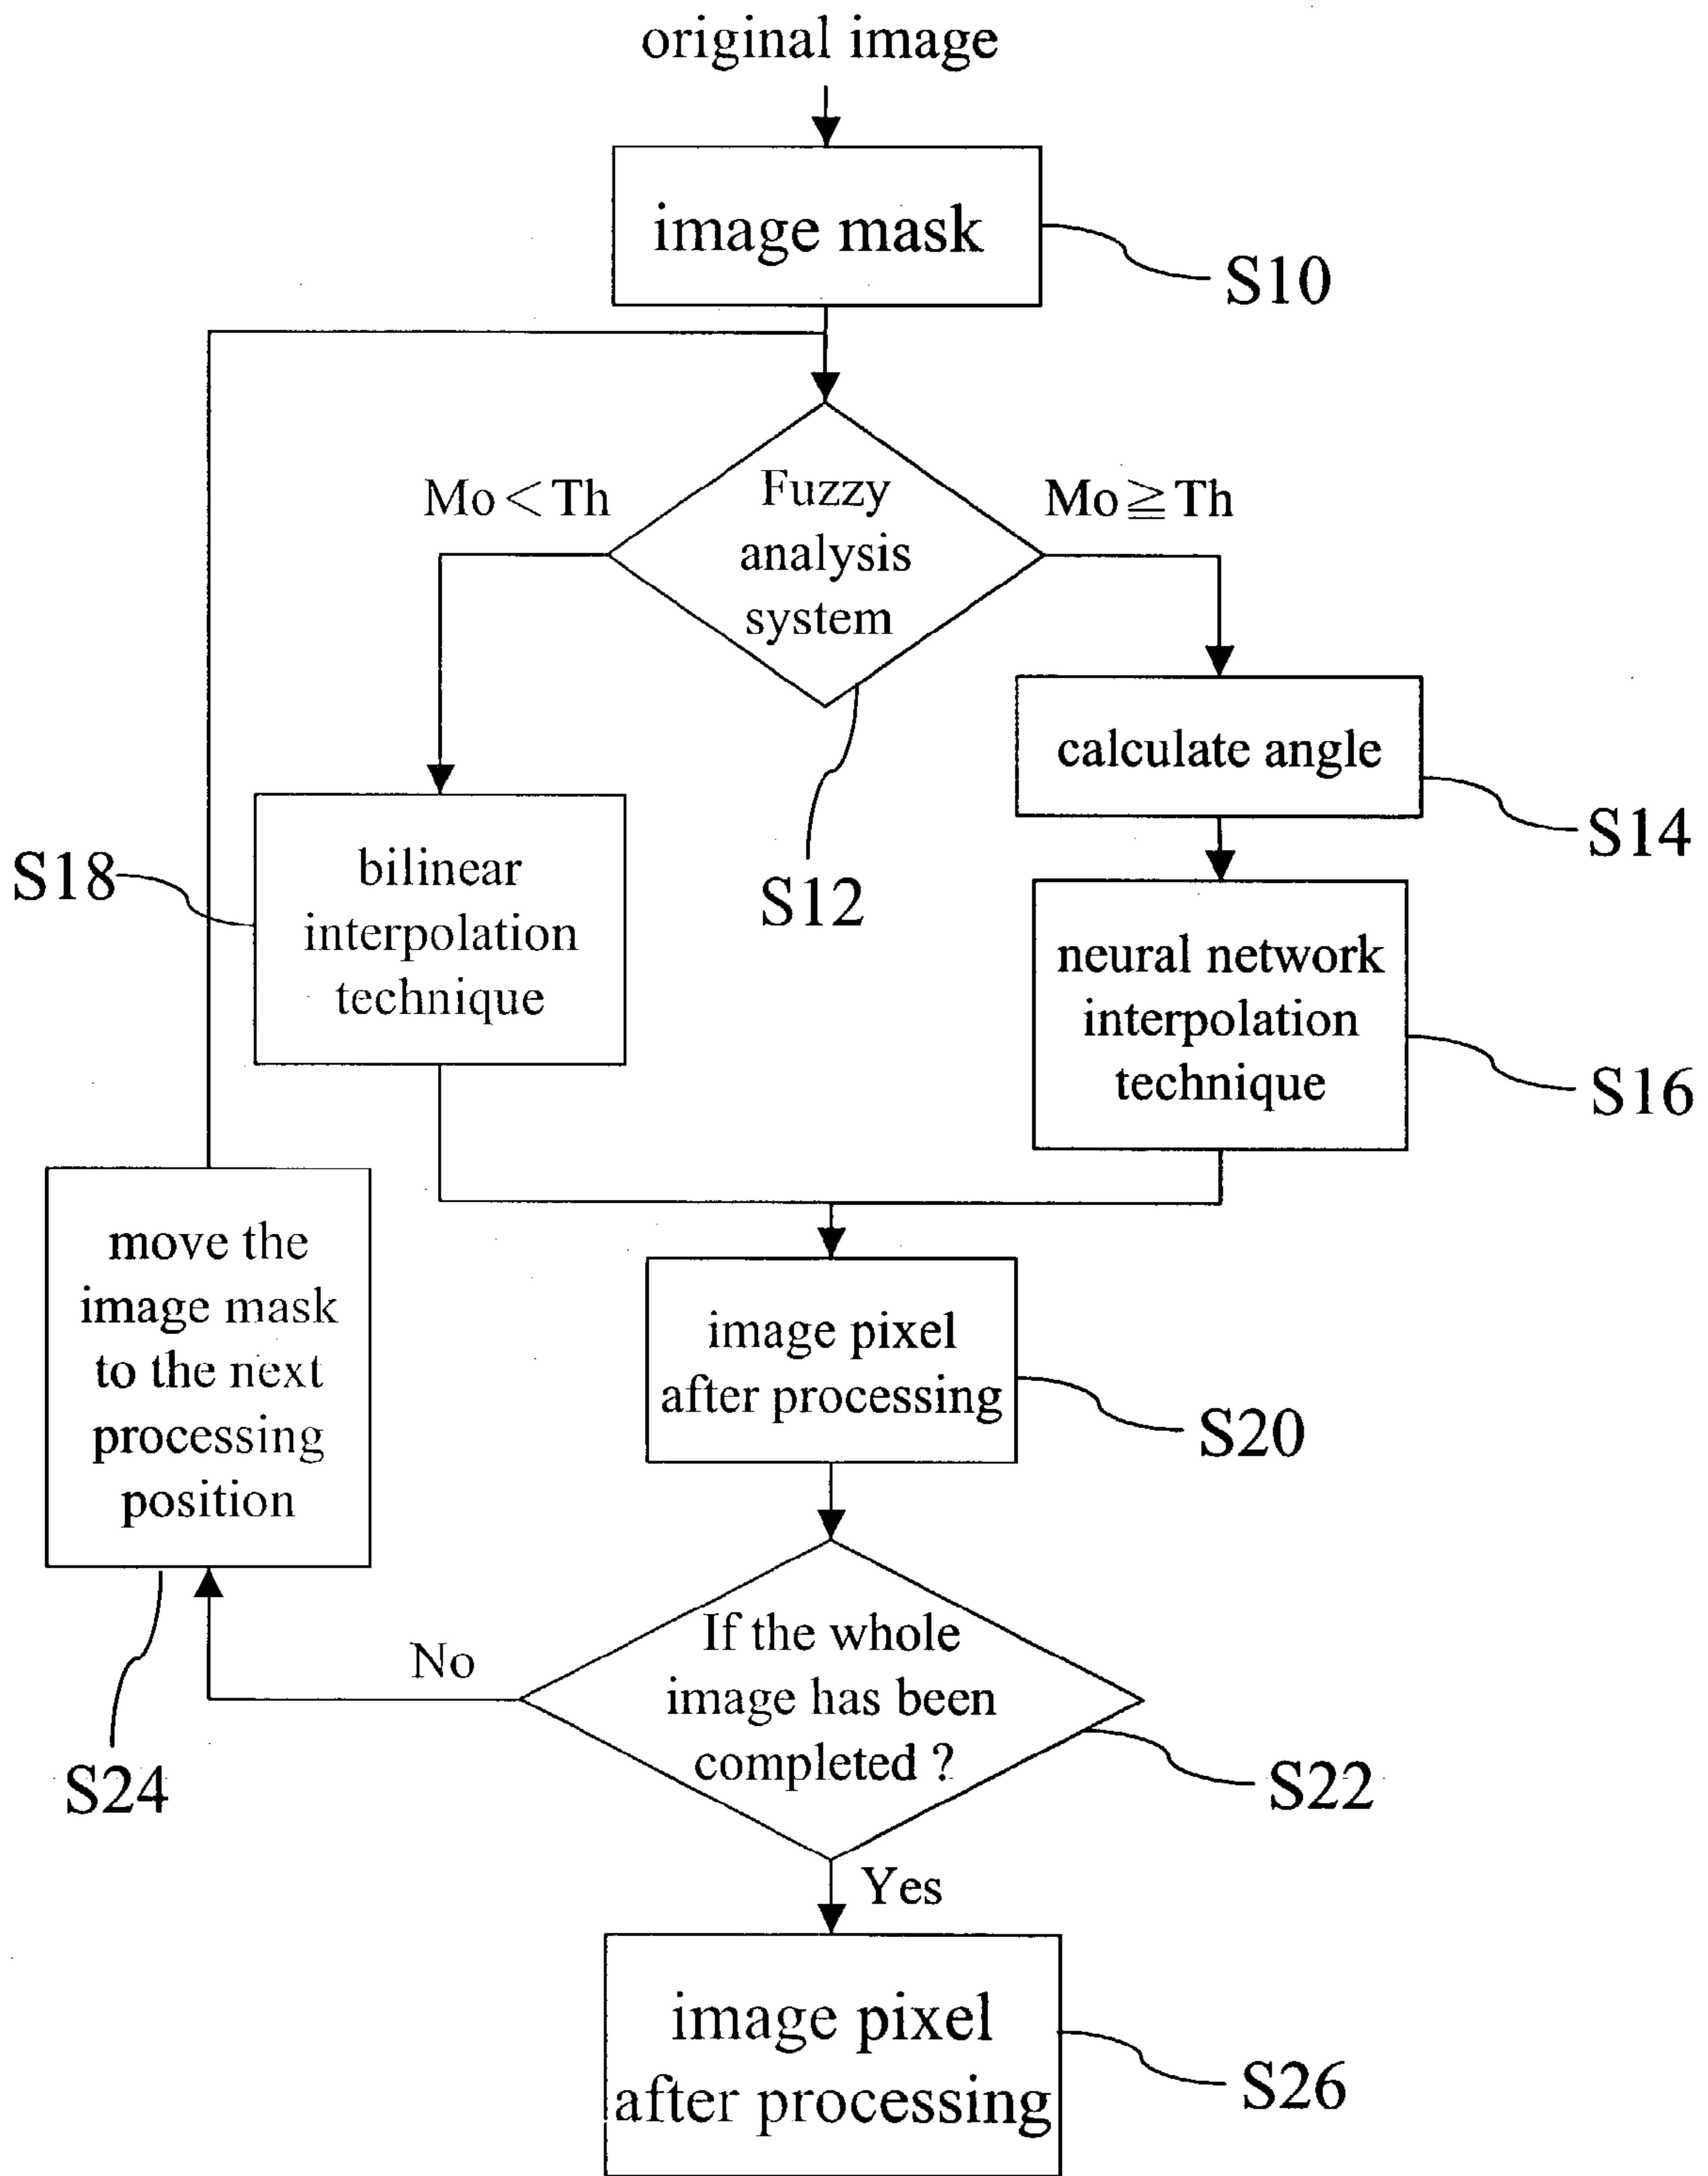 original image
image mask
S10
Mo < Th
Fuzzy
analysis
system
Mo ≧ Th
S12
calculate angle
S14
S18
bilinear
interpolation
technique
neural network
interpolation
technique
S16
move the
image mask
to the next
processing
position
S24
image pixel
after processing
S20
If the whole
image has been
completed ?
S22
No
Yes
image pixel
after processing
S26